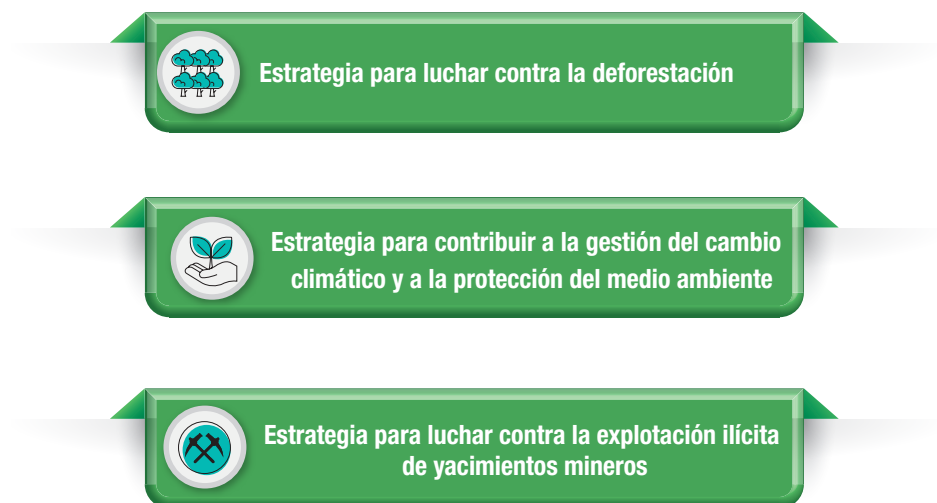 Estrategia para luchar contra la deforestación
Estrategia para contribuir a la gestión del cambio
climático y a la protección del medio ambiente
Estrategia para luchar contra la explotación ilícita
de yacimientos mineros